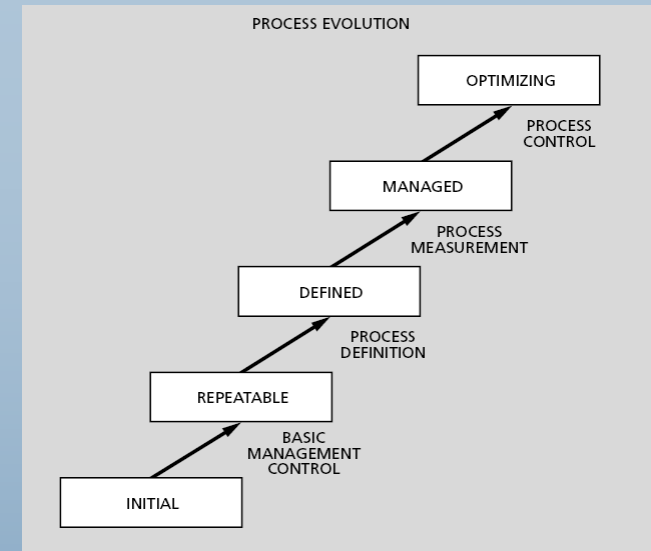 PROCESS EVOLUTION
OPTIMIZING
PROCESS
CONTROL
MANAGED
PROCESS
MEASUREMENT
DEFINED
PROCESS
DEFINITION
REPEATABLE
BASIC
MANAGEMENT
CONTROL
INITIAL